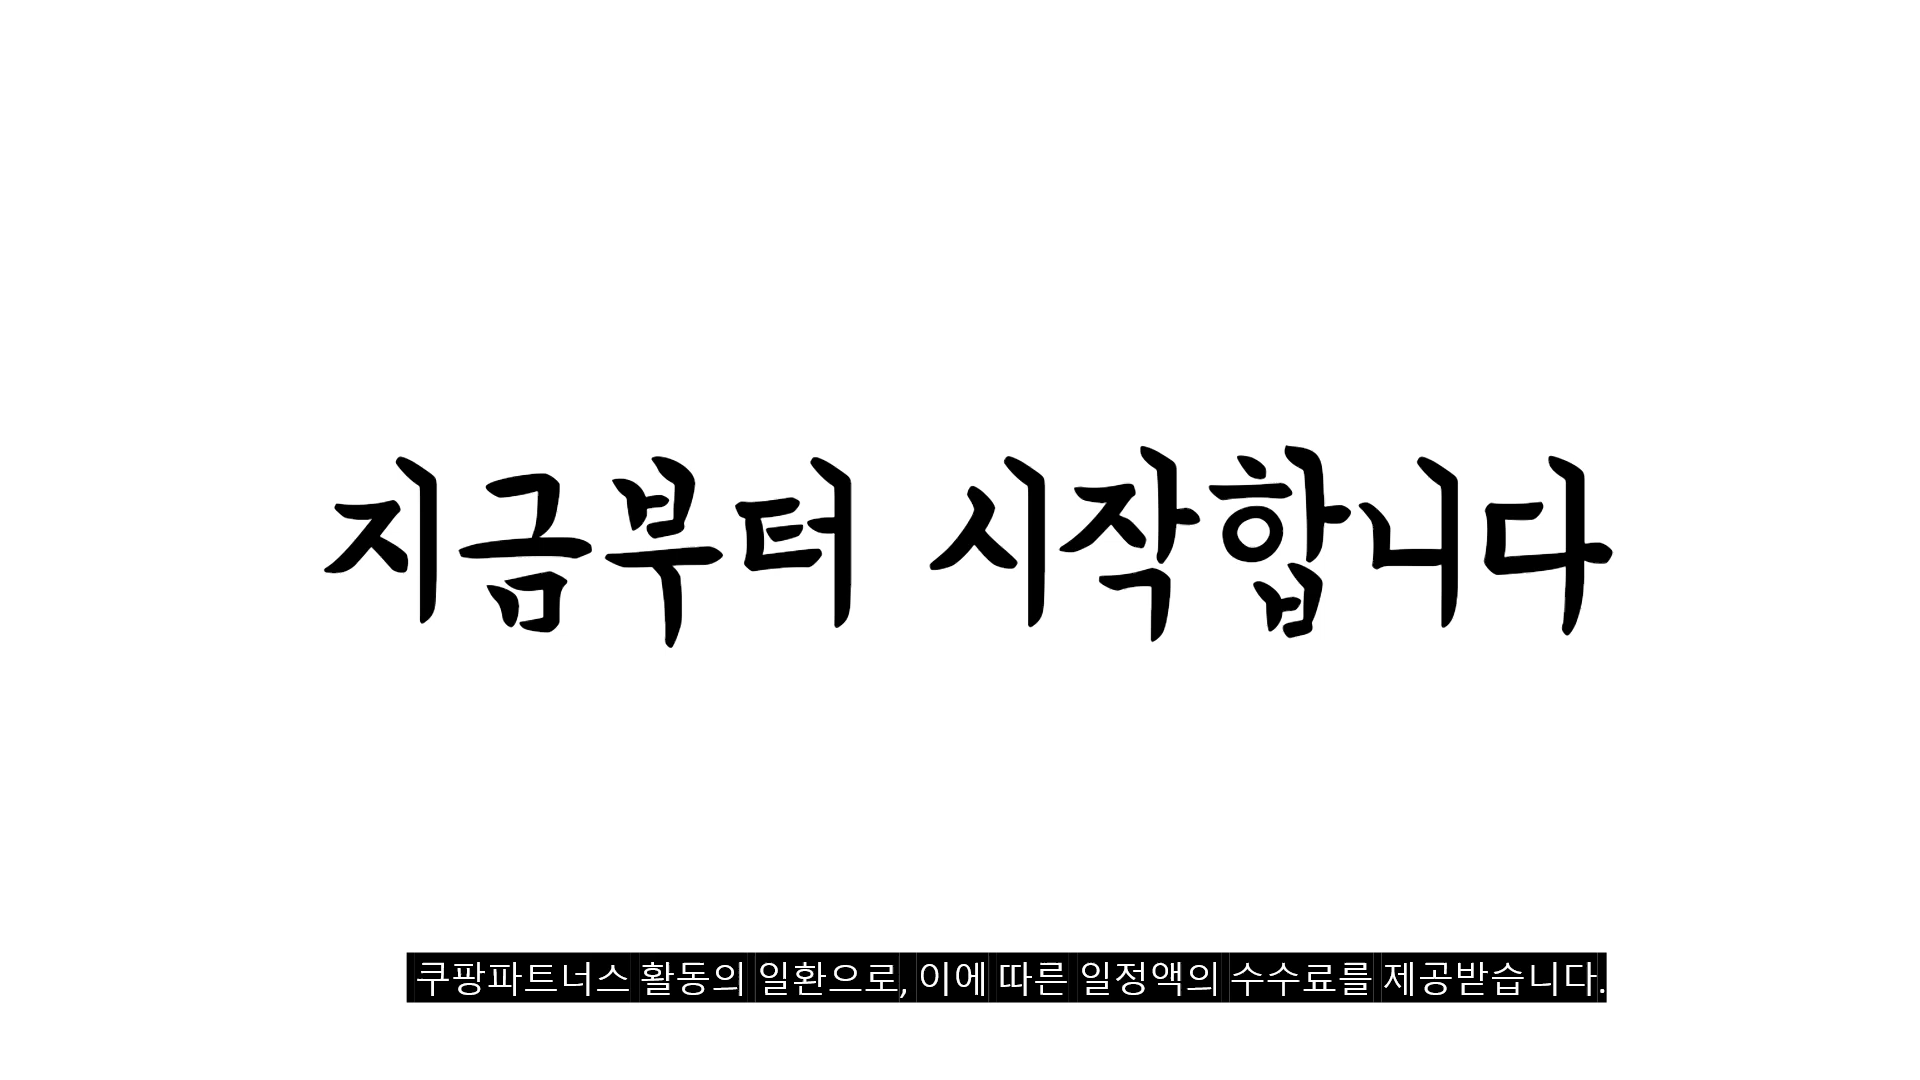 지금부터 시작합니다
쿠팡파트너스 활동의 일환으로, 이에 따른 일정액의 수수료를 제공받습니다.